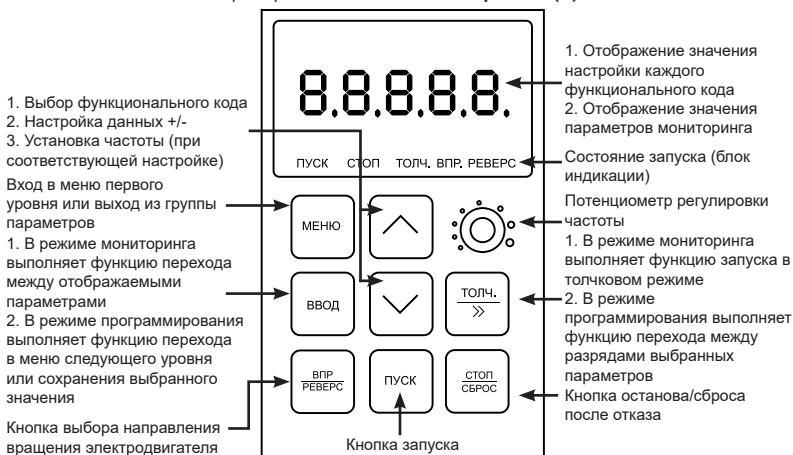 8.8.8.8.8.
ПУСК СТОП ТОЛЧ. ВПР. РЕВЕРС
1. Выбор функционального кода
2. Настройка данных +/-
3. Установка частоты (при
соответствующей настройке)
Вход в меню первого
уровня или выход из группы
параметров
1. В режиме мониторинга
выполняет функцию перехода
между отображаемыми
параметрами
2. В режиме программирования
выполняет функцию перехода
в меню следующего уровня
или сохранения выбранного
значения
Кнопка выбора направления
вращения электродвигателя
МЕНЮ
ВВОД
ТОЛЧ.
ВПР
РЕВЕРС
ПУСК
СТОП
СБРОС
Кнопка запуска
1. Отображение значения
настройки каждого
функционального кода
2. Отображение значения
параметров мониторинга
Состояние запуска (блок
индикации)
Потенциометр регулировки
частоты
1. В режиме мониторинга
выполняет функцию запуска в
толчковом режиме
2. В режиме
программирования выполняет
функцию перехода между
разрядами выбранных
параметров
Кнопка останова/сброса
после отказа